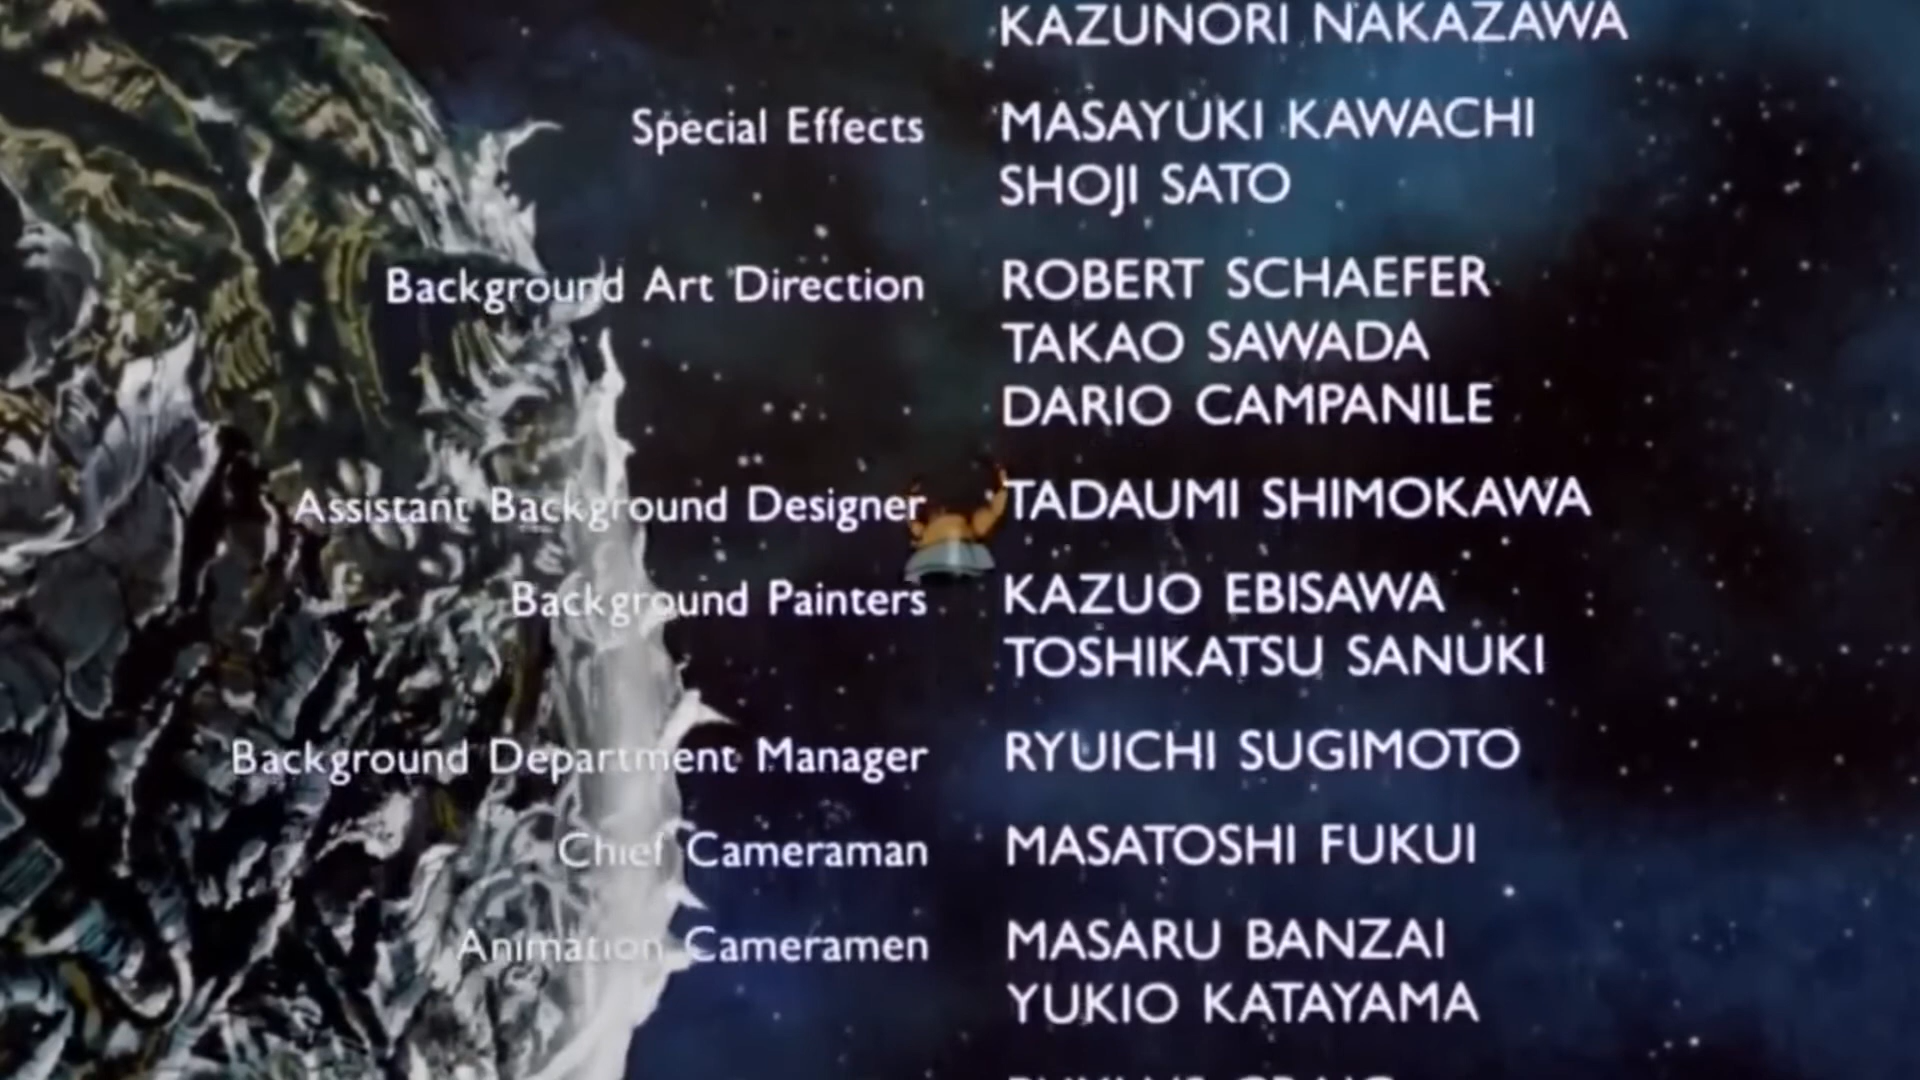 KAZUNORI NAKAZAWA
Special Effects MASAYUKI KAWACHI
SHOJI SATO
Background Art Direction ROBERT SCHAEFER
TAKAO SAWADA
DARIO CAMPANILE
Assistant Background Designer TADAUMI SHIMOKAWA
Background Painters KAZUO EBISAWA
TOSHIKATSU SANUKI
Background Department Manager RYUICHI SUGIMOTO
Chief Cameraman MASATOSHI FUKUI
Animation Cameramen MASARU BANZAI
YUKIO KATAYAMA